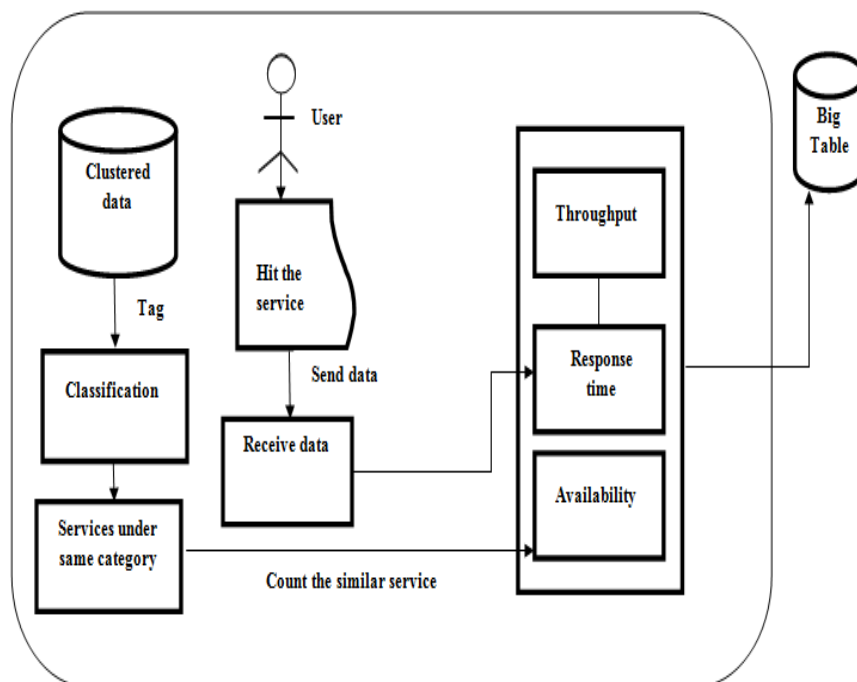 User
Big
Table
Clustered
data
Throughput
Hit the
service
Tag
Response
time
Send data
Classification
Receive data
Availability
Services under
same category
Count the similar service